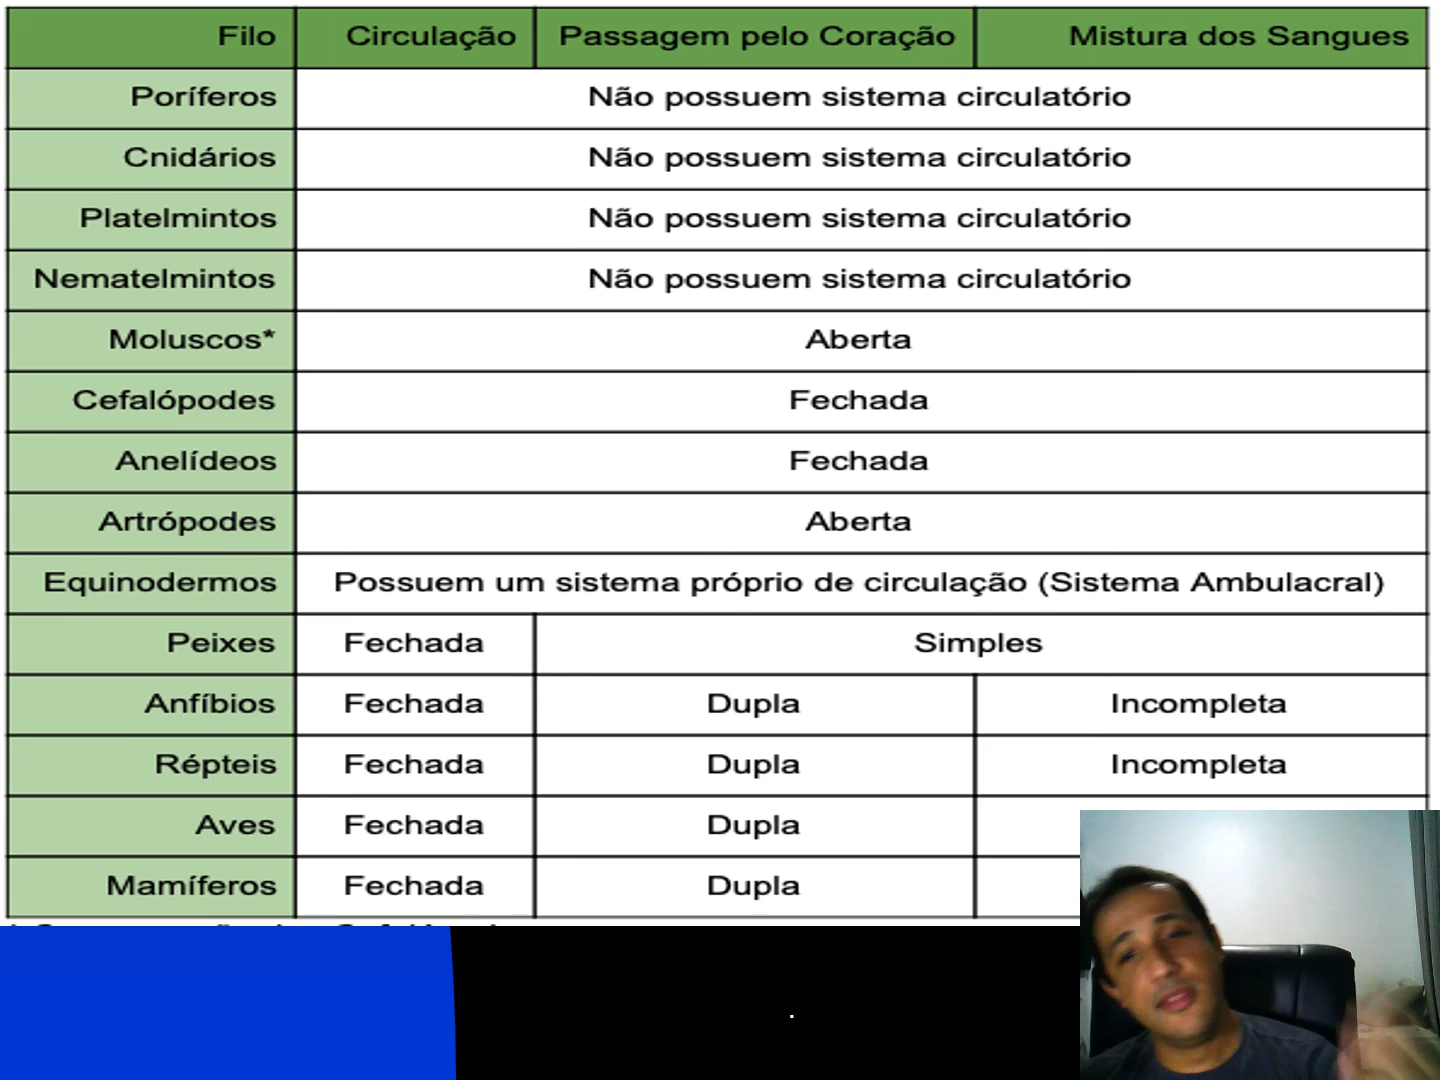 Filo Circulação Passagem pelo Coração Mistura dos Sangues
Poríferos Não possuem sistema circulatório
Cnidários Não possuem sistema circulatório
Platelmintos Não possuem sistema circulatório
Nematelmintos Não possuem sistema circulatório
Moluscos* Aberta
Cefalópodes Fechada
Anelídeos Fechada
Artrópodes Aberta
Equinodermos Possuem um sistema próprio de circulação (Sistema Ambulacral)
Peixes Fechada Simples
Anfíbios Fechada Dupla Incompleta
Répteis Fechada Dupla Incompleta
Aves Fechada Dupla
Mamíferos Fechada Dupla